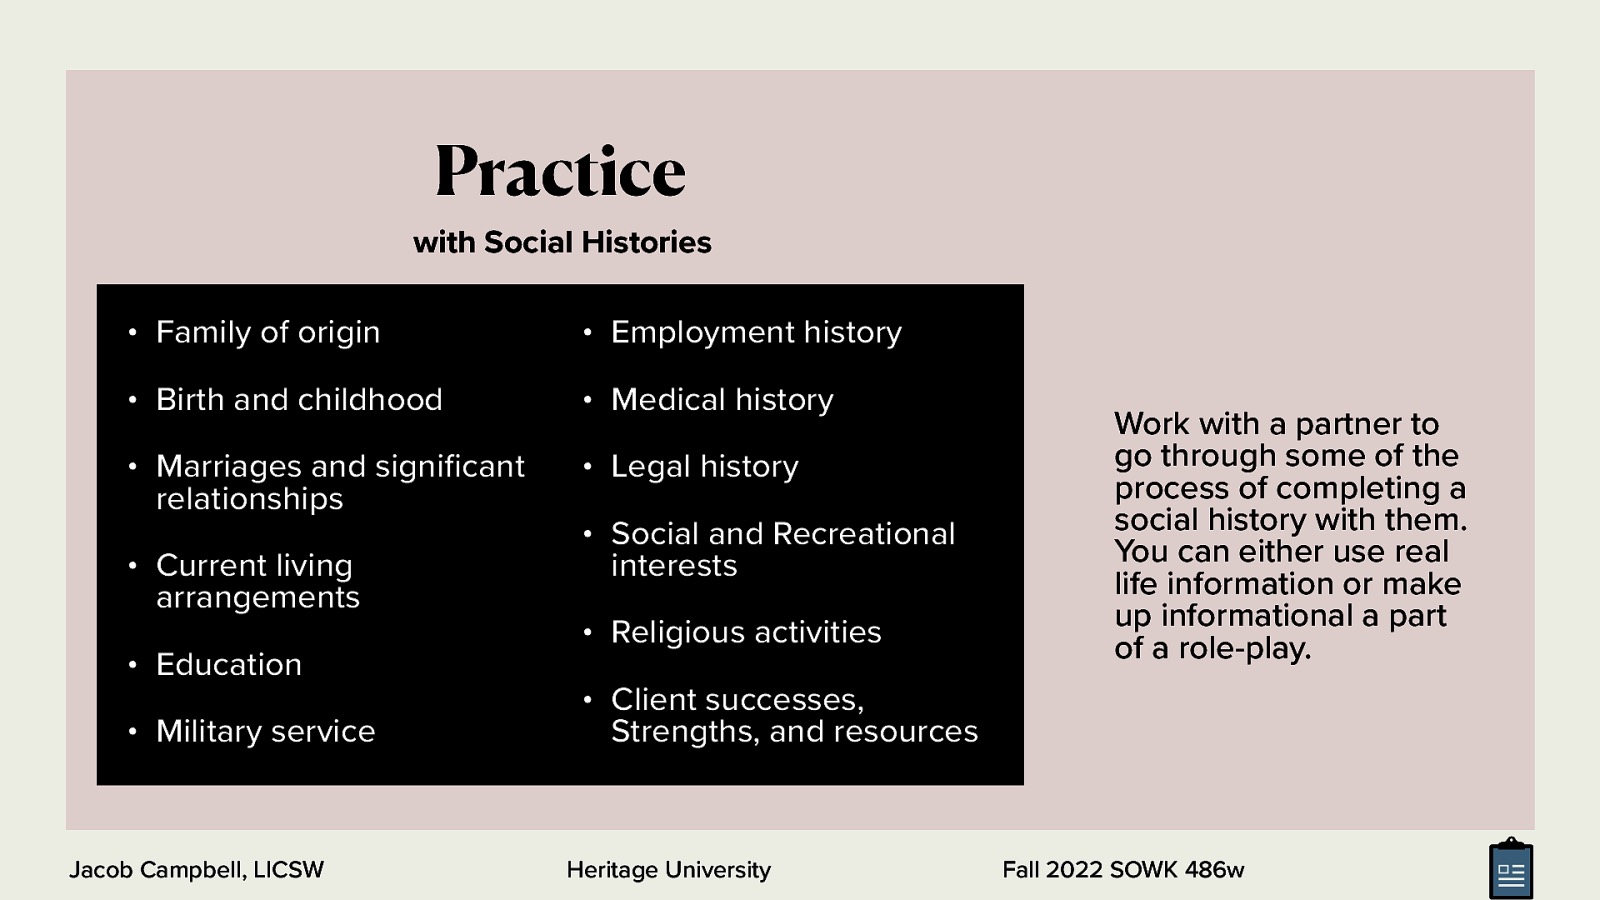 Practice
with Social Histories
• Family of origin
• Birth and childhood
• Marriages and significant
relationships
• Current living
arrangements
• Education
• Military service
• Employment history
• Medical history
• Legal history
• Social and Recreational
interests
• Religious activities
• Client successes,
Strengths, and resources
Work with a partner to
go through some of the
process of completing a
social history with them.
You can either use real
life information or make
up informational a part
of a role-play.
Jacob Campbell, LICSW
Heritage University
Fall 2022 SOWK 486w